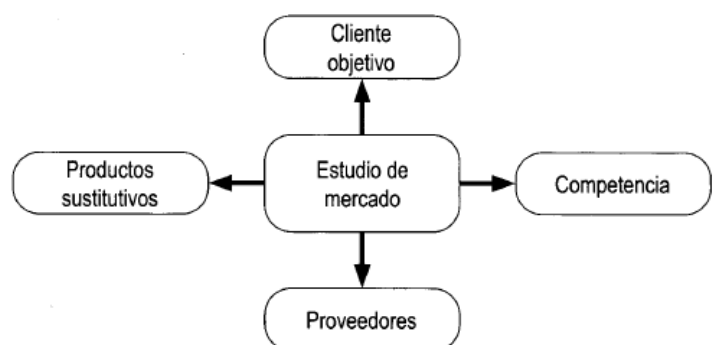 Cliente
objetivo
Productos
sustitutivos
Estudio de
mercado
Competencia
Proveedores